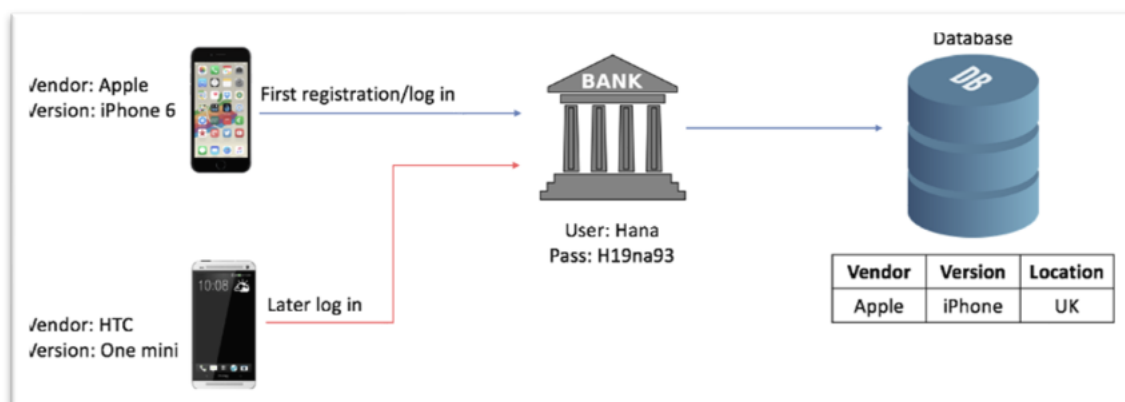 Database
DB
Vendor: Apple
Version: iPhone 6
First registration/log in
BANK
User: Hana
Pass: H19na93
Vendor Version Location
Apple iPhone UK
10:08
Later log in
Vendor: HTC
Version: One mini